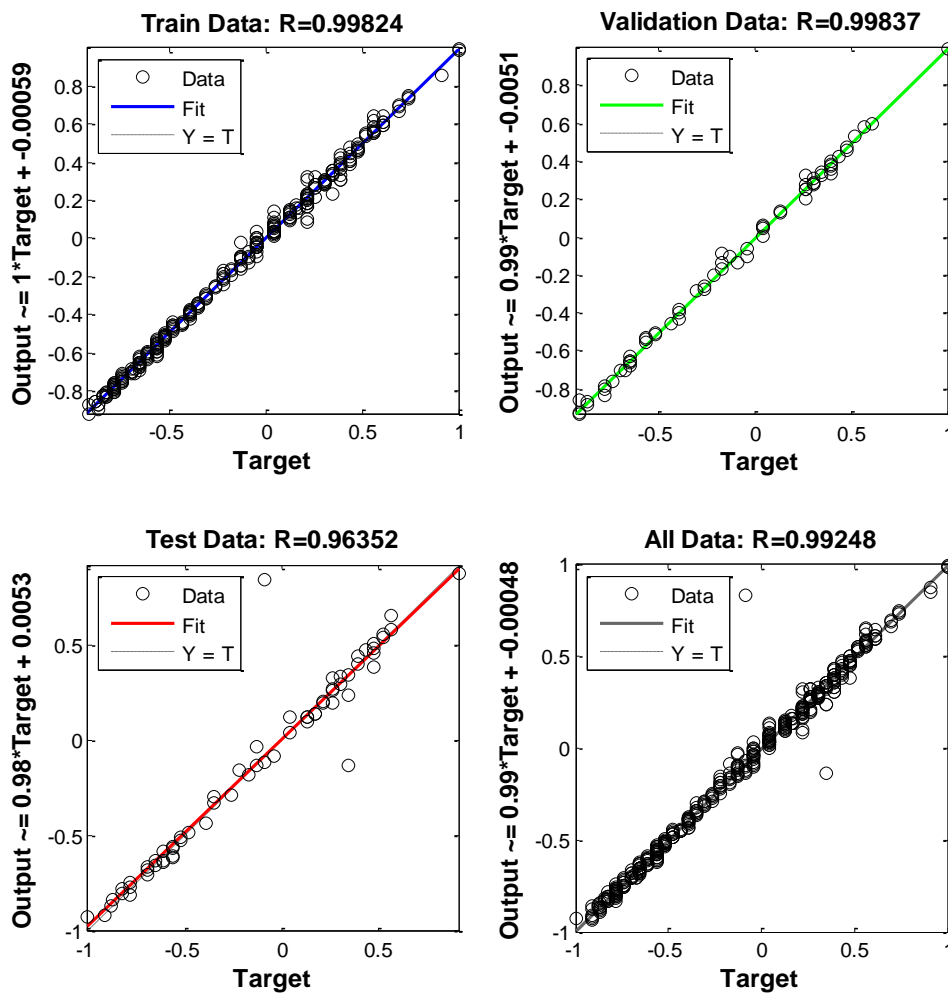 Train Data: R=0.99824
Output ~= 1*Target + -0.00059
0.8
0.6
0.4
0.2
0
-0.2
-0.4
-0.6
-0.8
Data
Fit
Y = T
-0.5 0 0.5 1
Target
Validation Data: R=0.99837
Output ~= 0.99*Target + -0.0051
0.8
0.6
0.4
0.2
0
-0.2
-0.4
-0.6
-0.8
Data
Fit
Y = T
-0.5 0 0.5 1
Target
Test Data: R=0.96352
Output ~= 0.98*Target + 0.0053
0.5
0
-0.5
-1
Data
Fit
Y = T
-1 -0.5 0 0.5
Target
All Data: R=0.99248
Output ~= 0.99*Target + -0.00048
1
0.5
0
-0.5
-1
Data
Fit
Y = T
-1 -0.5 0 0.5 1
Target